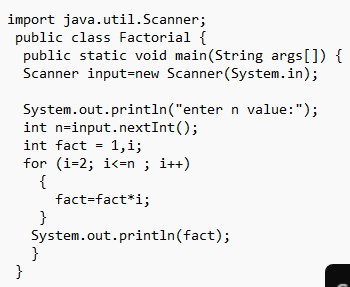 import java.util.Scanner;
public class Factorial {
public static void main(String args[]) {
Scanner input=new Scanner(System.in);
System.out.println("enter n value:");
int n=input.nextInt();
int fact = 1,i;
for (i=2; i<=n ; i++)
{
fact=fact*i;
}
System.out.println(fact);
}
}